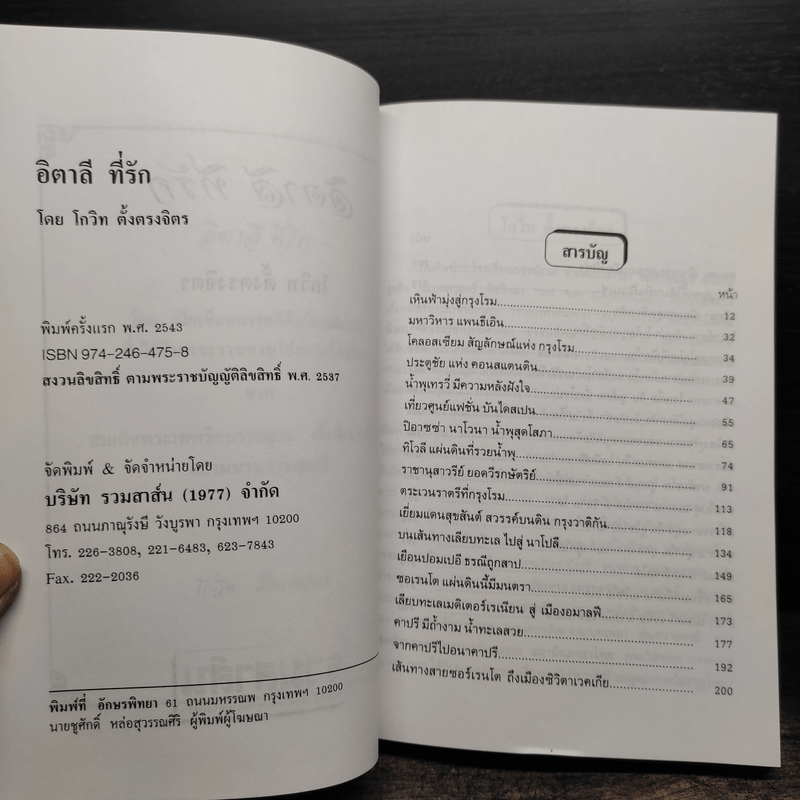 อิตาลี ที่รัก
โดย โกวิท ตั้งตรงจิตร
พิมพ์ครั้งแรก พ.ศ. 2543
ISBN 974-246-475-8
สงวนลิขสิทธิ์ ตามพระราชบัญญัติลิขสิทธิ์ พ.ศ. 2537
จัดพิมพ์ & จัดจำหน่ายโดย
บริษัท รวมสาส์น (1977) จำกัด
864 ถนนภาณุรังษี วังบูรพา กรุงเทพฯ 10200
โทร. 226-3808, 221-6483, 623-7843
Fax. 222-2036
พิมพ์ที่ อักษรพิทยา 61 ถนนมหรรณพ กรุงเทพฯ 10200
นายชูศักดิ์ หล่อสุวรรณศิริ ผู้พิมพ์ผู้โฆษณา
สารบัญ
หน้า
เหินฟ้ามุ่งสู่กรุงโรม 12
มหาวิหาร แพนธีเอิน 32
โคลอสเซียม สัญลักษณ์แห่ง กรุงโรม 34
ประตูชัย แห่ง คอนสแตนติน 39
น้ำพุเทรวี่ มีความหลังฝังใจ 47
เที่ยวศูนย์แฟชั่น บันไดสเปน 55
ปิอาซซ่า นาโวนา น้ำพุสุดโสภา 65
ทิโวลี แผ่นดินที่รวยน้ำพุ 74
ราชานุสาวรีย์ ยอดวีรกษัตริย์ 91
ตระเวนราตรีที่กรุงโรม 113
เยี่ยมแดนสุขสันต์ สวรรค์บนดิน กรุงวาติกัน 118
บนเส้นทางเลียบทะเล ไปสู่ นาโปลี 134
เยือนปอมเปอี ธรณีถูกสาป 149
ซอเรนโต แผ่นดินนี้มีมนตรา 165
เลียบทะเลเมดิเตอร์เรเนียน สู่ เมืองอมาลฟี 173
คาปรี มีถ้ำงาม น้ำทะเลสวย 177
จากคาปรีไปอนาคาปรี 192
เส้นทางสายซอร์เรนโต ถึงเมืองซิวิตาเวคเกีย 200